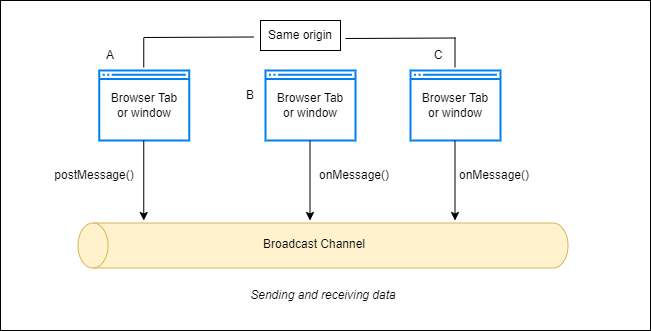 Same origin
A
C
B
Browser Tab
or window
Browser Tab
or window
Browser Tab
or window
postMessage()
onMessage()
onMessage()
Broadcast Channel
Sending and receiving data